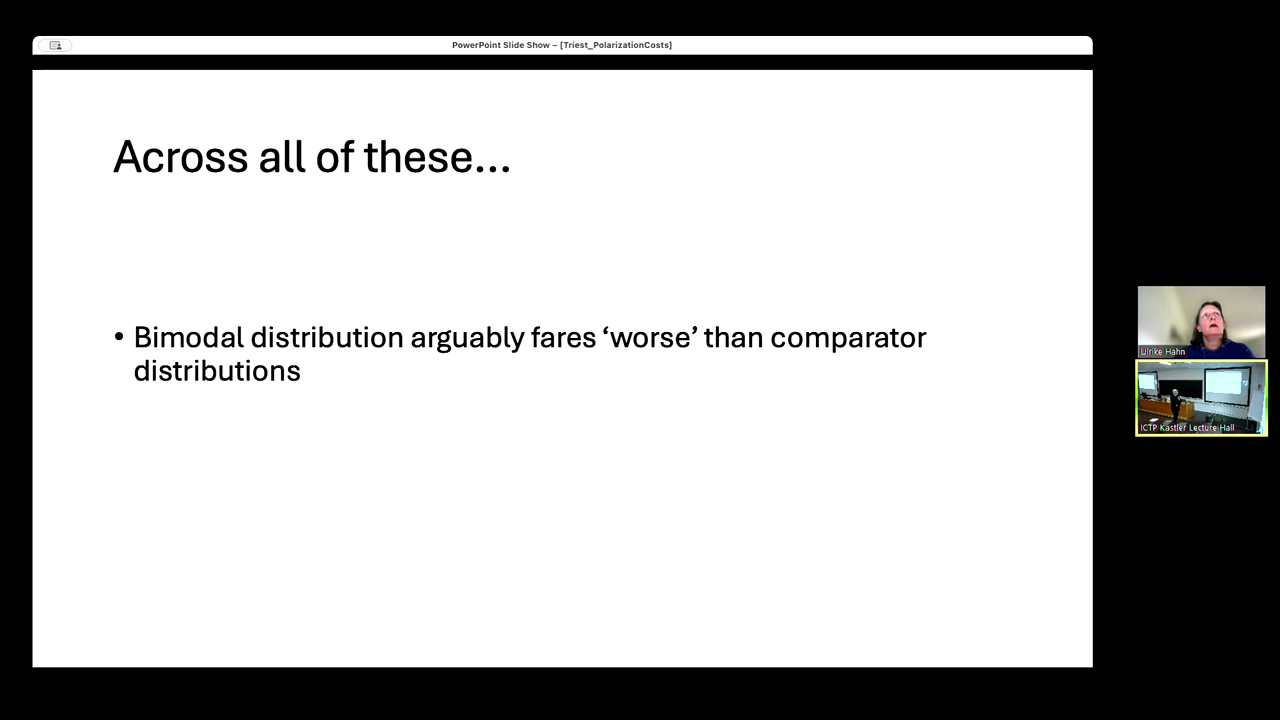 PowerPoint Slide Show – [Triest_PolarizationCosts]
Across all of these...
• Bimodal distribution arguably fares ‘worse’ than comparator
distributions
Ulrike Hahn
ICTP Kastler Lecture Hall